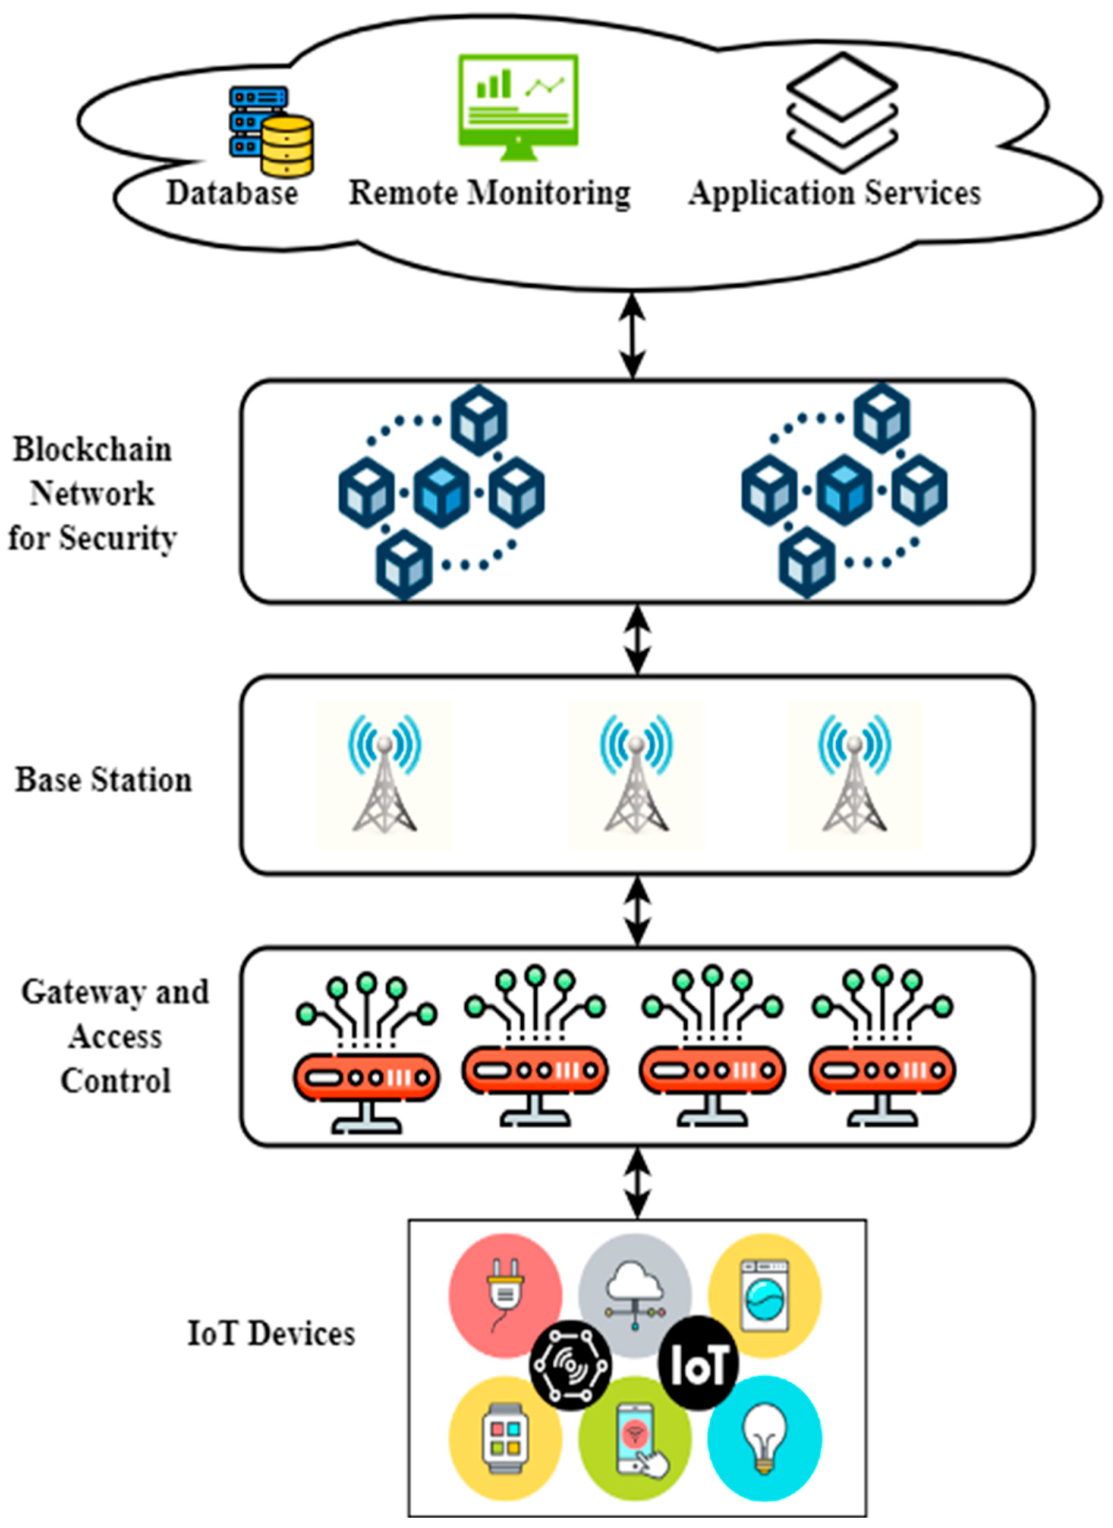 Database
Remote Monitoring
Application Services
Blockchain
Network
for Security
Base Station
Gateway and
Access
Control
IoT Devices
IoT